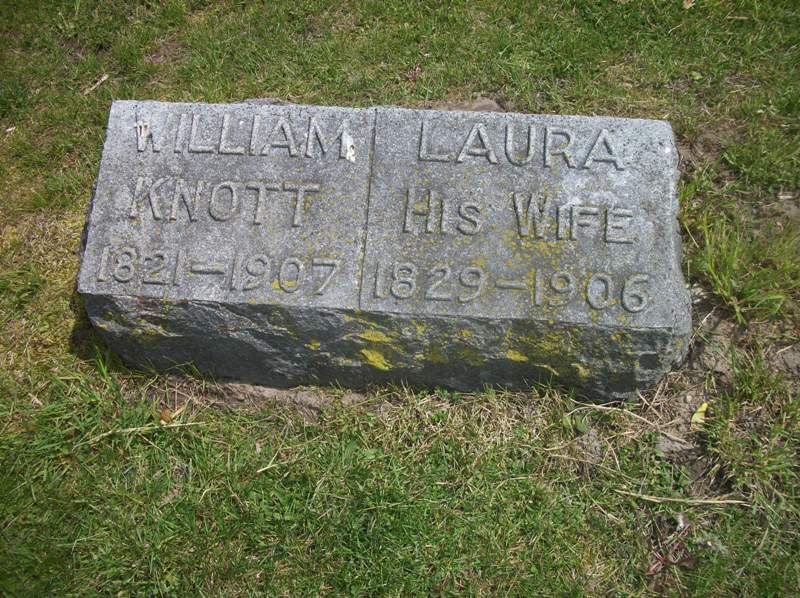 WILLIAM
KNOTT
1821-1907
LAURA
HIS WIFE
1829-1906